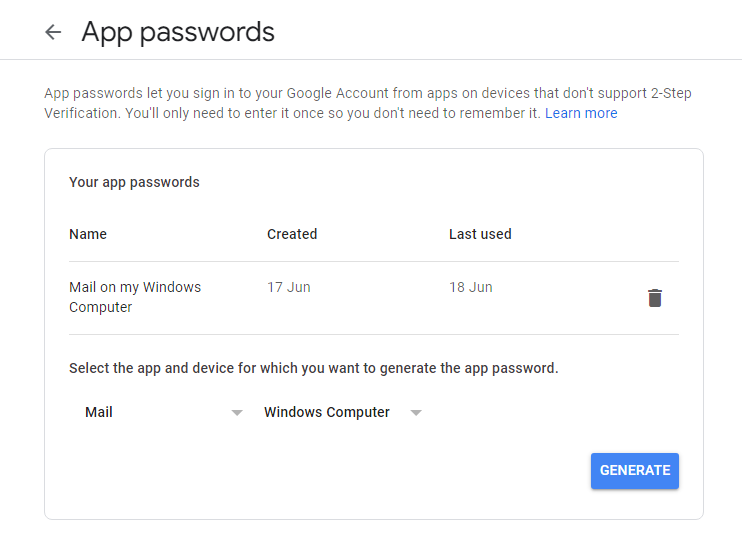 App passwords
App passwords let you sign in to your Google Account from apps on devices that don't support 2-Step
Verification. You'll only need to enter it once so you don't need to remember it. Learn more
Your app passwords
Name Created Last used
Mail on my Windows 17 Jun 18 Jun
Computer
Select the app and device for which you want to generate the app password.
Mail Windows Computer
GENERATE